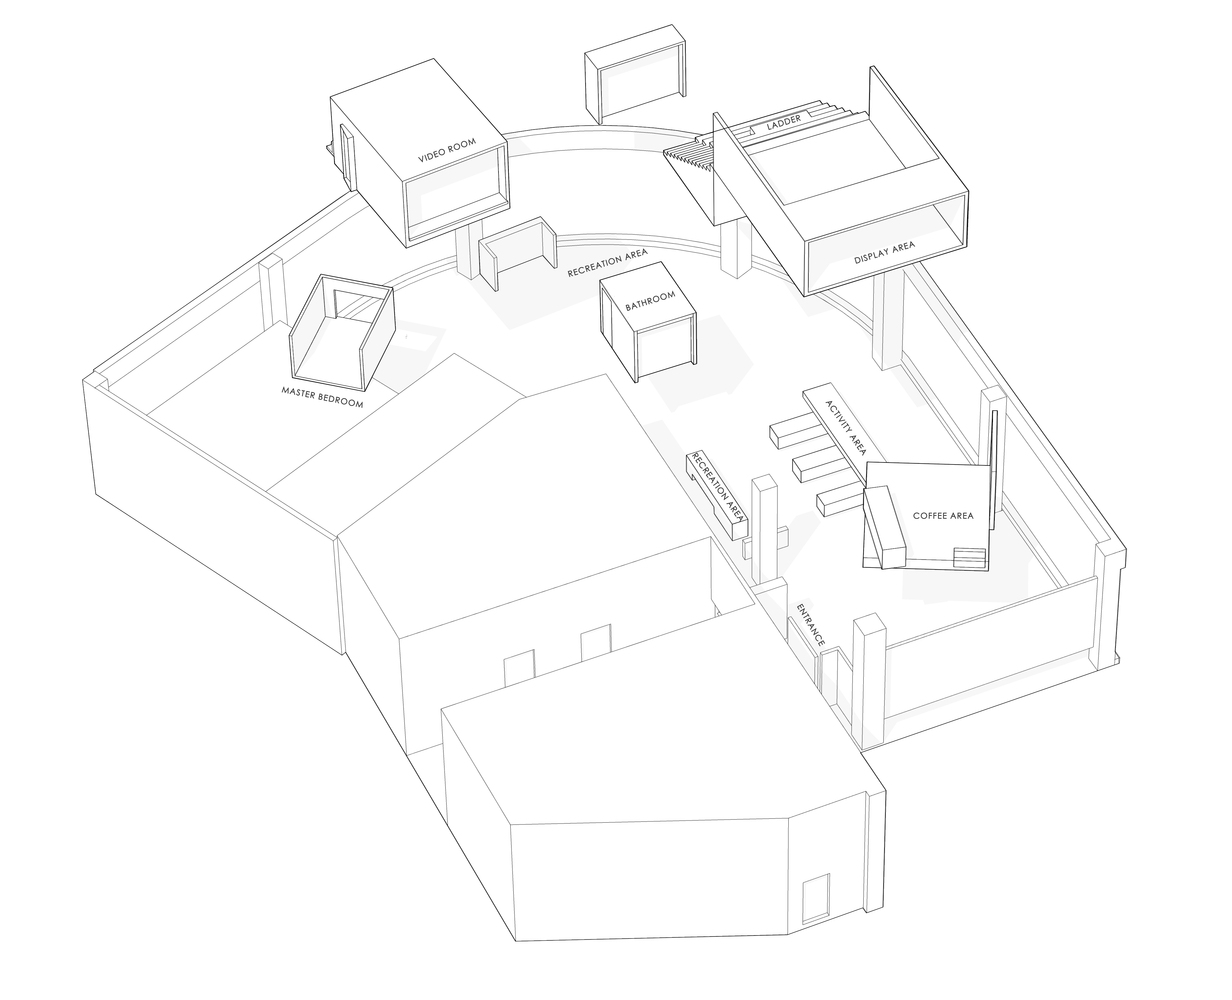 LADDER
VIDEO ROOM
DISPLAY AREA
RECREATION AREA
BATHROOM
MASTER BEDROOM
ACTIVITY AREA
RECREATION AREA
COFFEE AREA
ENTRANCE